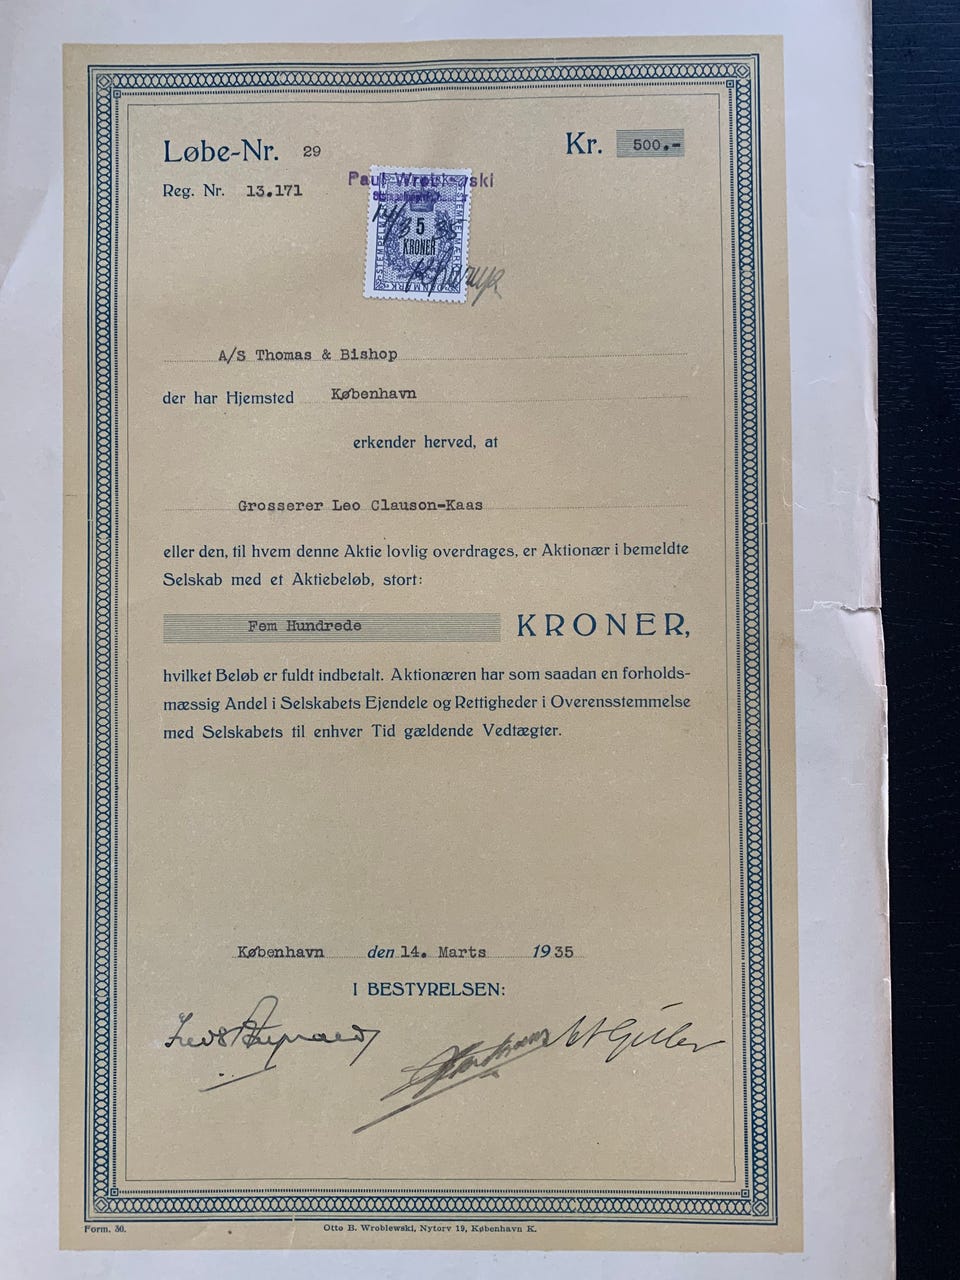 Løbe-Nr. 29
Kr. 500.-
Reg. Nr. 13.171
Paul Wroblewski
5
KRONER
DANMARK
A/S Thomas & Bishop
der har Hjemsted København
erkender herved, at
Grosserer Leo Clauson-Kaas
eller den, til hvem denne Aktie lovlig overdrages, er Aktionær i bemeldte
Selskab med et Aktiebeløb, stort:
Fem Hundrede KRONER,
hvilket Beløb er fuldt indbetalt. Aktionæren har som saadan en forholds-
mæssig Andel i Selskabets Ejendele og Rettigheder i Overensstemmelse
med Selskabets til enhver Tid gældende Vedtægter.
København den 14. Marts 1935
I BESTYRELSEN:
Form. 30.
Otto B. Wroblewski, Nytorv 19, København K.